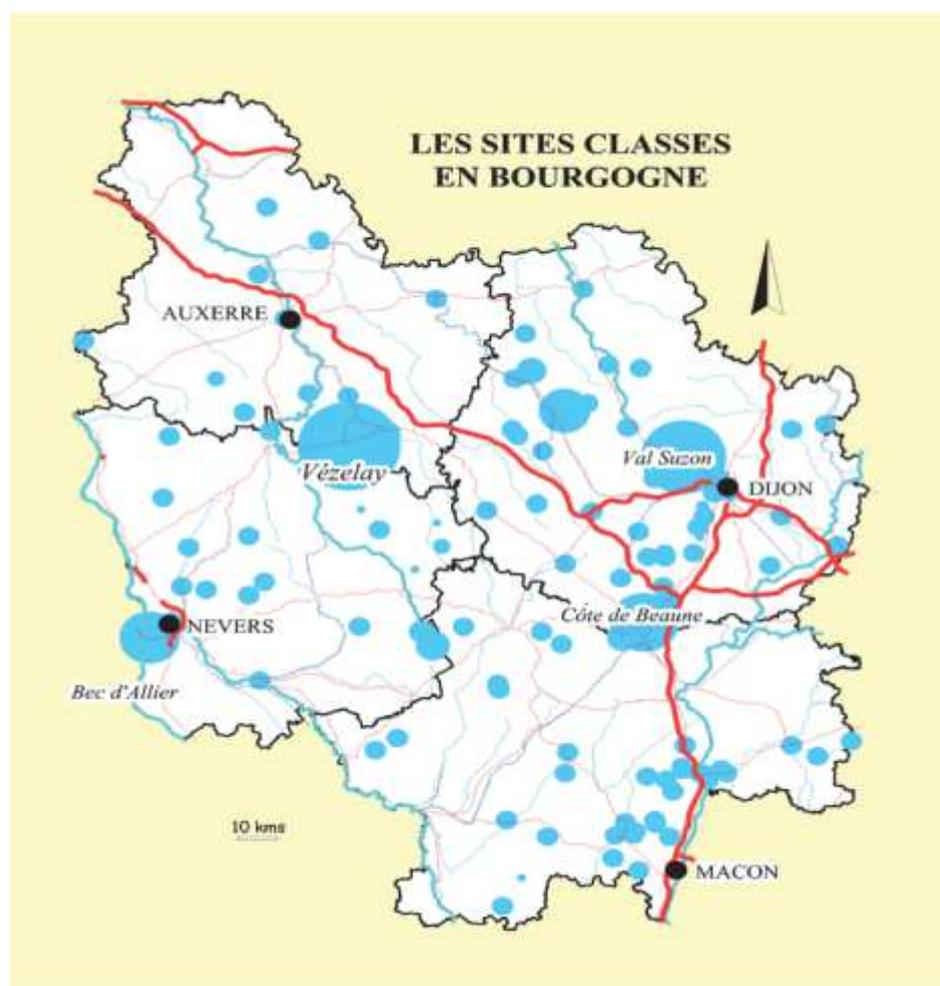 LES SITES CLASSES
EN BOURGOGNE
AUXERRE
Val Suzon
Vézelay
DIJON
Côte de Beaune
NEVERS
Bec d'Allier
10 kms
MACON